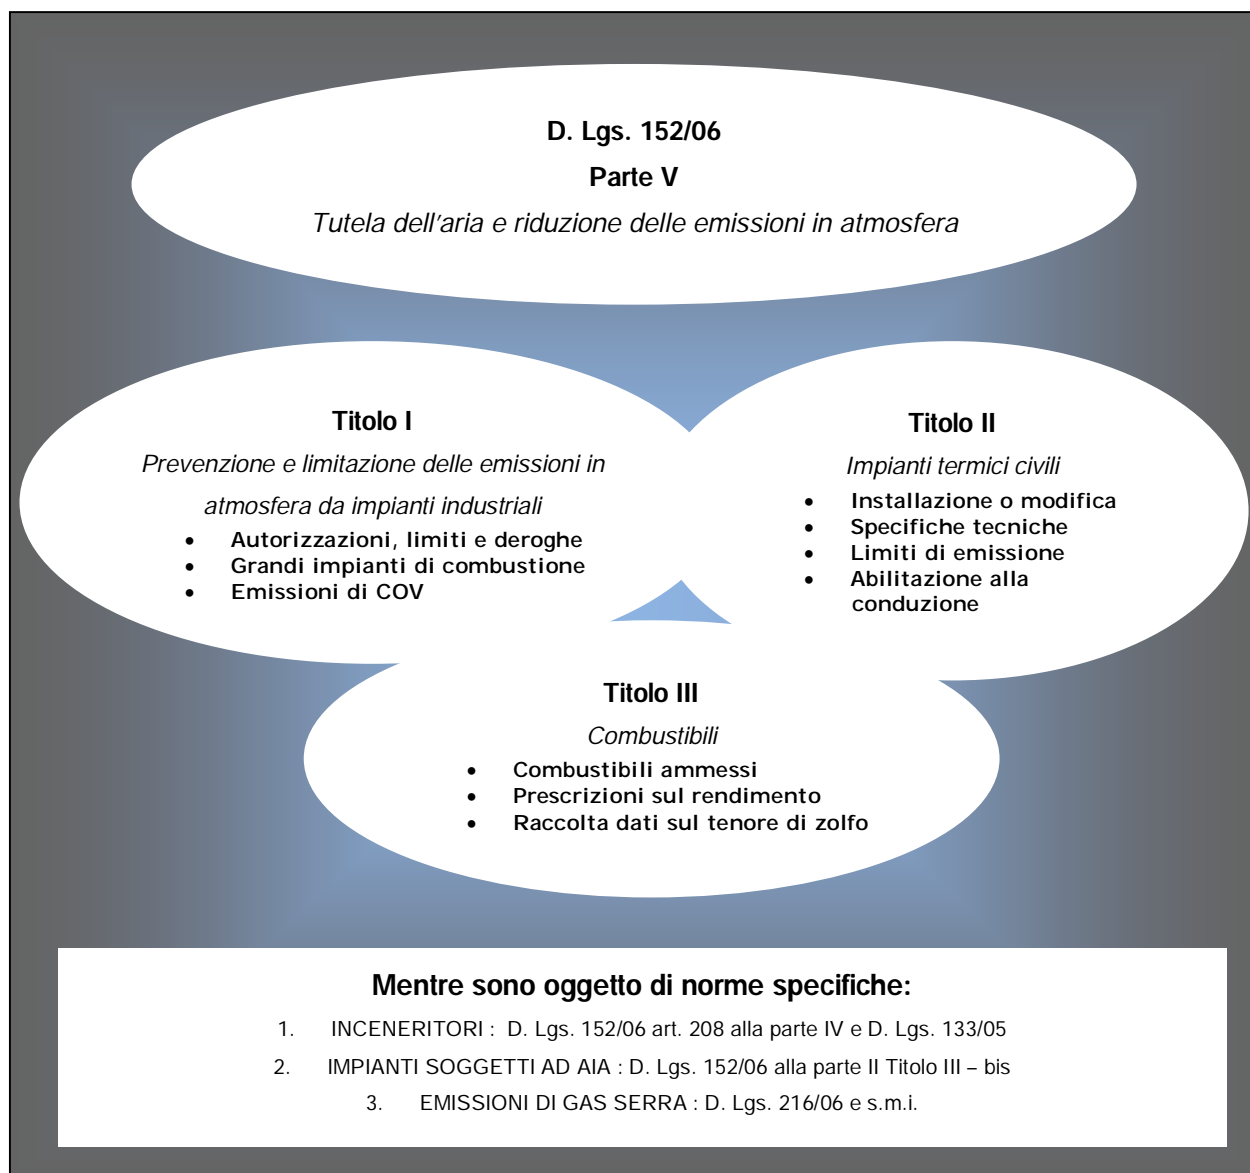 D. Lgs. 152/06
Parte V
Tutela dell'aria e riduzione delle emissioni in atmosfera
Titolo I
Prevenzione e limitazione delle emissioni in
atmosfera da impianti industriali
• Autorizzazioni, limiti e deroghe
• Grandi impianti di combustione
• Emissioni di COV
Titolo II
Impianti termici civili
• Installazione o modifica
• Specifiche tecniche
• Limiti di emissione
• Abilitazione alla
conduzione
Titolo III
Combustibili
• Combustibili ammessi
• Prescrizioni sul rendimento
• Raccolta dati sul tenore di zolfo
Mentre sono oggetto di norme specifiche:
1. INCENERITORI : D. Lgs. 152/06 art. 208 alla parte IV e D. Lgs. 133/05
2. IMPIANTI SOGGETTI AD AIA : D. Lgs. 152/06 alla parte II Titolo III – bis
3. EMISSIONI DI GAS SERRA : D. Lgs. 216/06 e s.m.i.